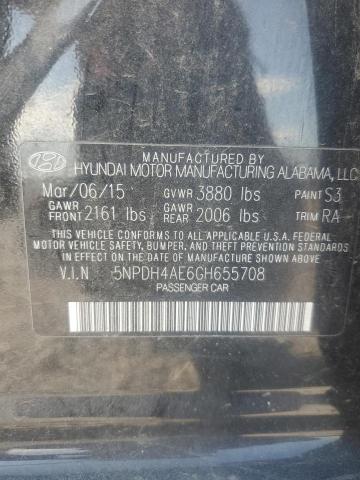 MANUFACTURED BY
HYUNDAI MOTOR MANUFACTURING ALABAMA, LLC
Mar/06/15 GVWR 3880 lbs PAINT S3
GAWR FRONT 2161 lbs GAWR REAR 2006 lbs TRIM RA
THIS VEHICLE CONFORMS TO ALL APPLICABLE U.S.A. FEDERAL
MOTOR VEHICLE SAFETY, BUMPER, AND THEFT PREVENTION
STANDARDS IN EFFECT ON THE DATE OF MANUFACTURE SHOWN ABOVE.
V.I.N 5NPDH4AE6GH655708
PASSENGER CAR